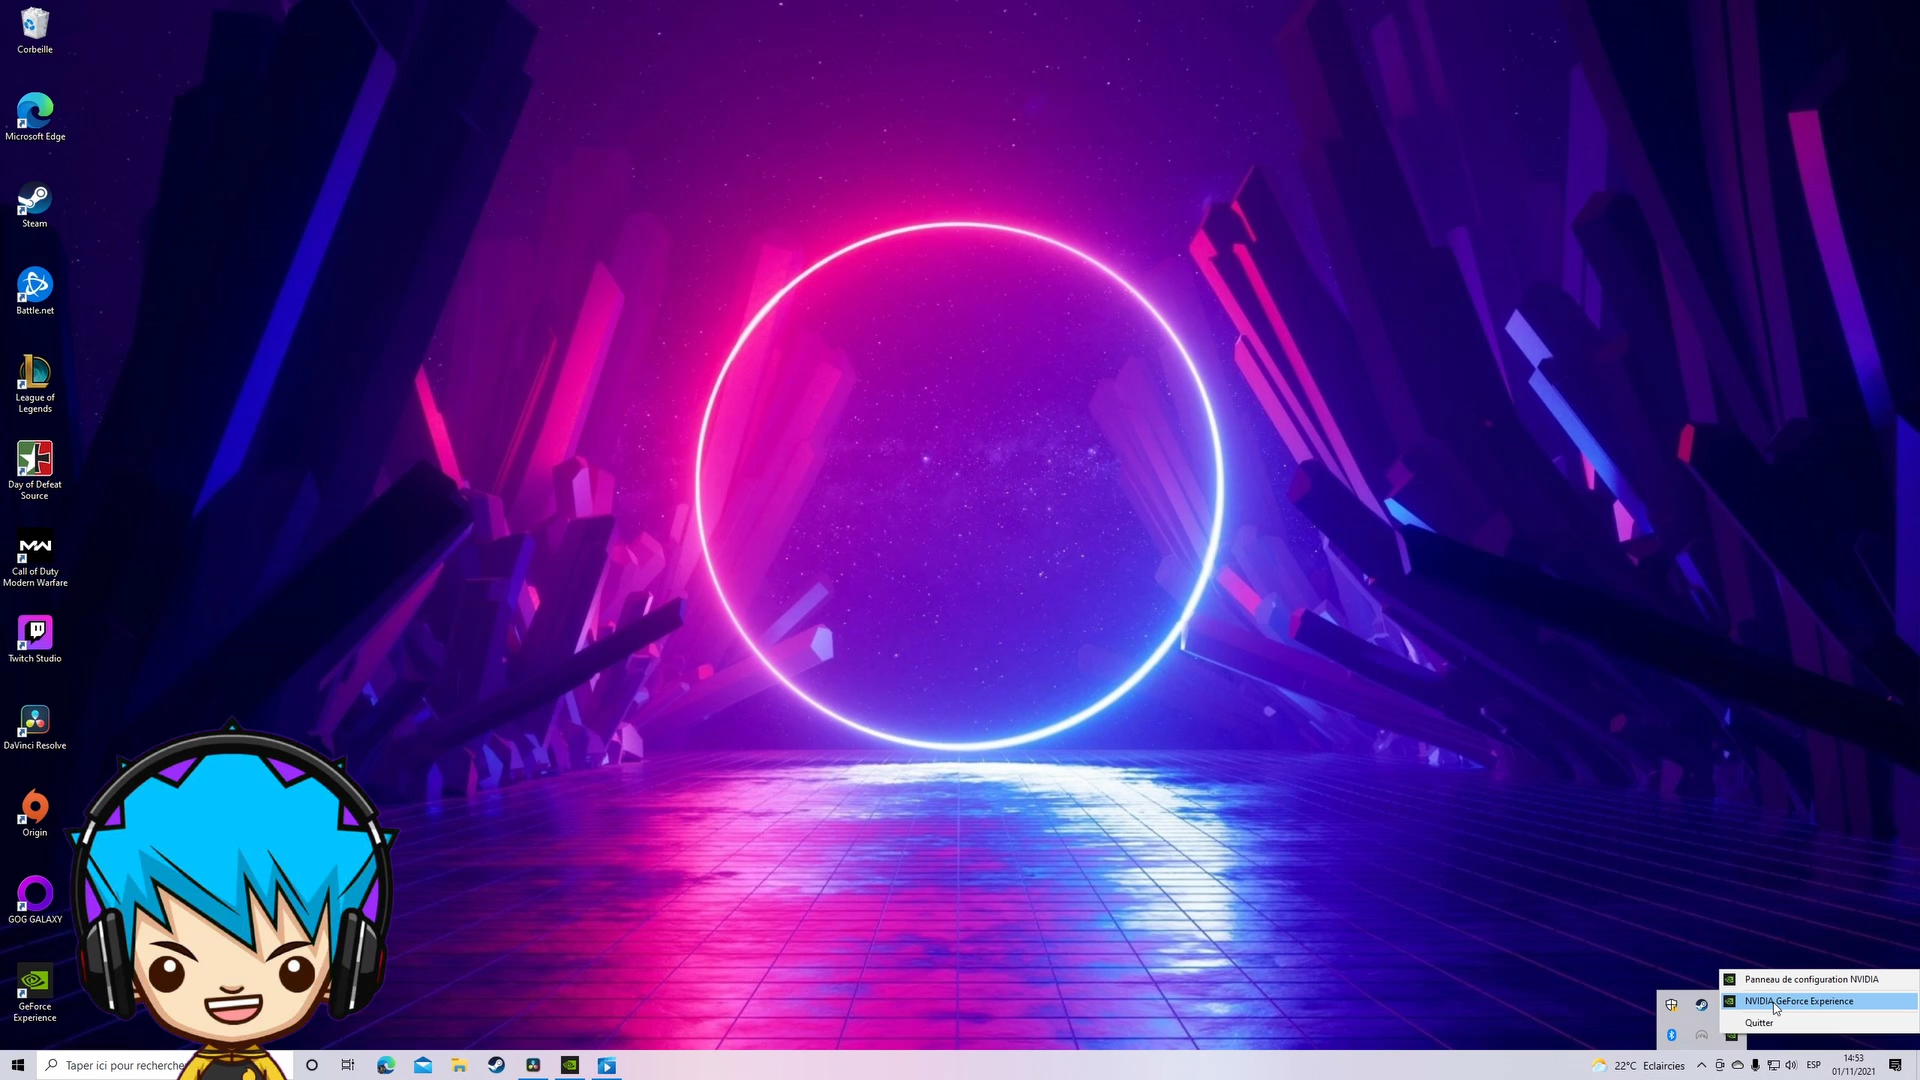 Corbeille
Microsoft Edge
Steam
Battle.net
League of
Legends
Day of Defeat
Source
MW
Call of Duty
Modern Warfare
Twitch Studio
DaVinci Resolve
Origin
GOG GALAXY
GeForce
Experience
Panneau de configuration NVIDIA
NVIDIA GeForce Experience
Quitter
Taper ici pour recherche
22°C Eclaircies
ESP
14:53
01/11/2021